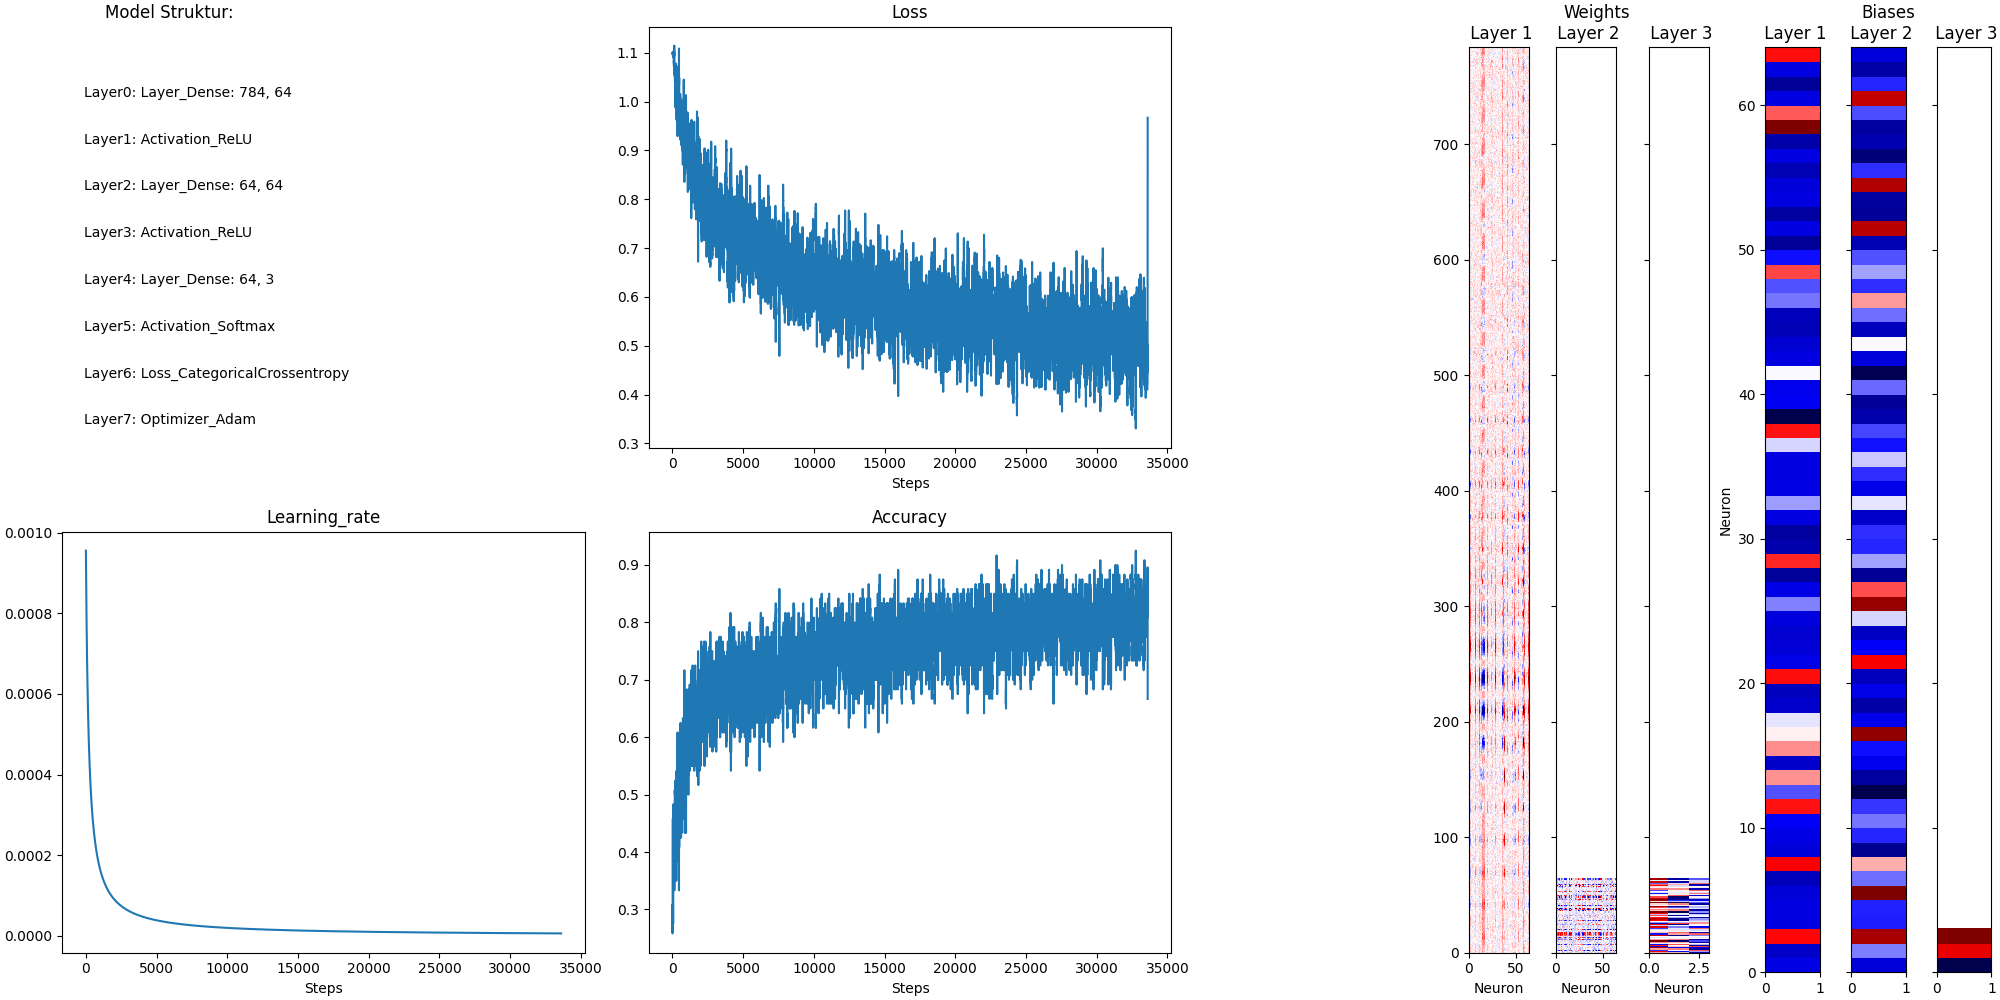 Model Struktur:
Layer0: Layer_Dense: 784, 64
Layer1: Activation_ReLU
Layer2: Layer_Dense: 64, 64
Layer3: Activation_ReLU
Layer4: Layer_Dense: 64, 3
Layer5: Activation_Softmax
Layer6: Loss_CategoricalCrossentropy
Layer7: Optimizer_Adam
Loss
1.1
1.0
0.9
0.8
0.7
0.6
0.5
0.4
0.3
0 5000 10000 15000 20000 25000 30000 35000
Steps
Learning_rate
0.0010
0.0008
0.0006
0.0004
0.0002
0.0000
0 5000 10000 15000 20000 25000 30000 35000
Steps
Accuracy
0.9
0.8
0.7
0.6
0.5
0.4
0.3
0 5000 10000 15000 20000 25000 30000 35000
Steps
Weights
Layer 1 Layer 2 Layer 3
700
600
500
400
300
200
100
0
0 50 0 50 0.0 2.5
Neuron Neuron Neuron
Biases
Layer 1 Layer 2 Layer 3
Neuron
60
50
40
30
20
10
0
0 1 0 1 0 1